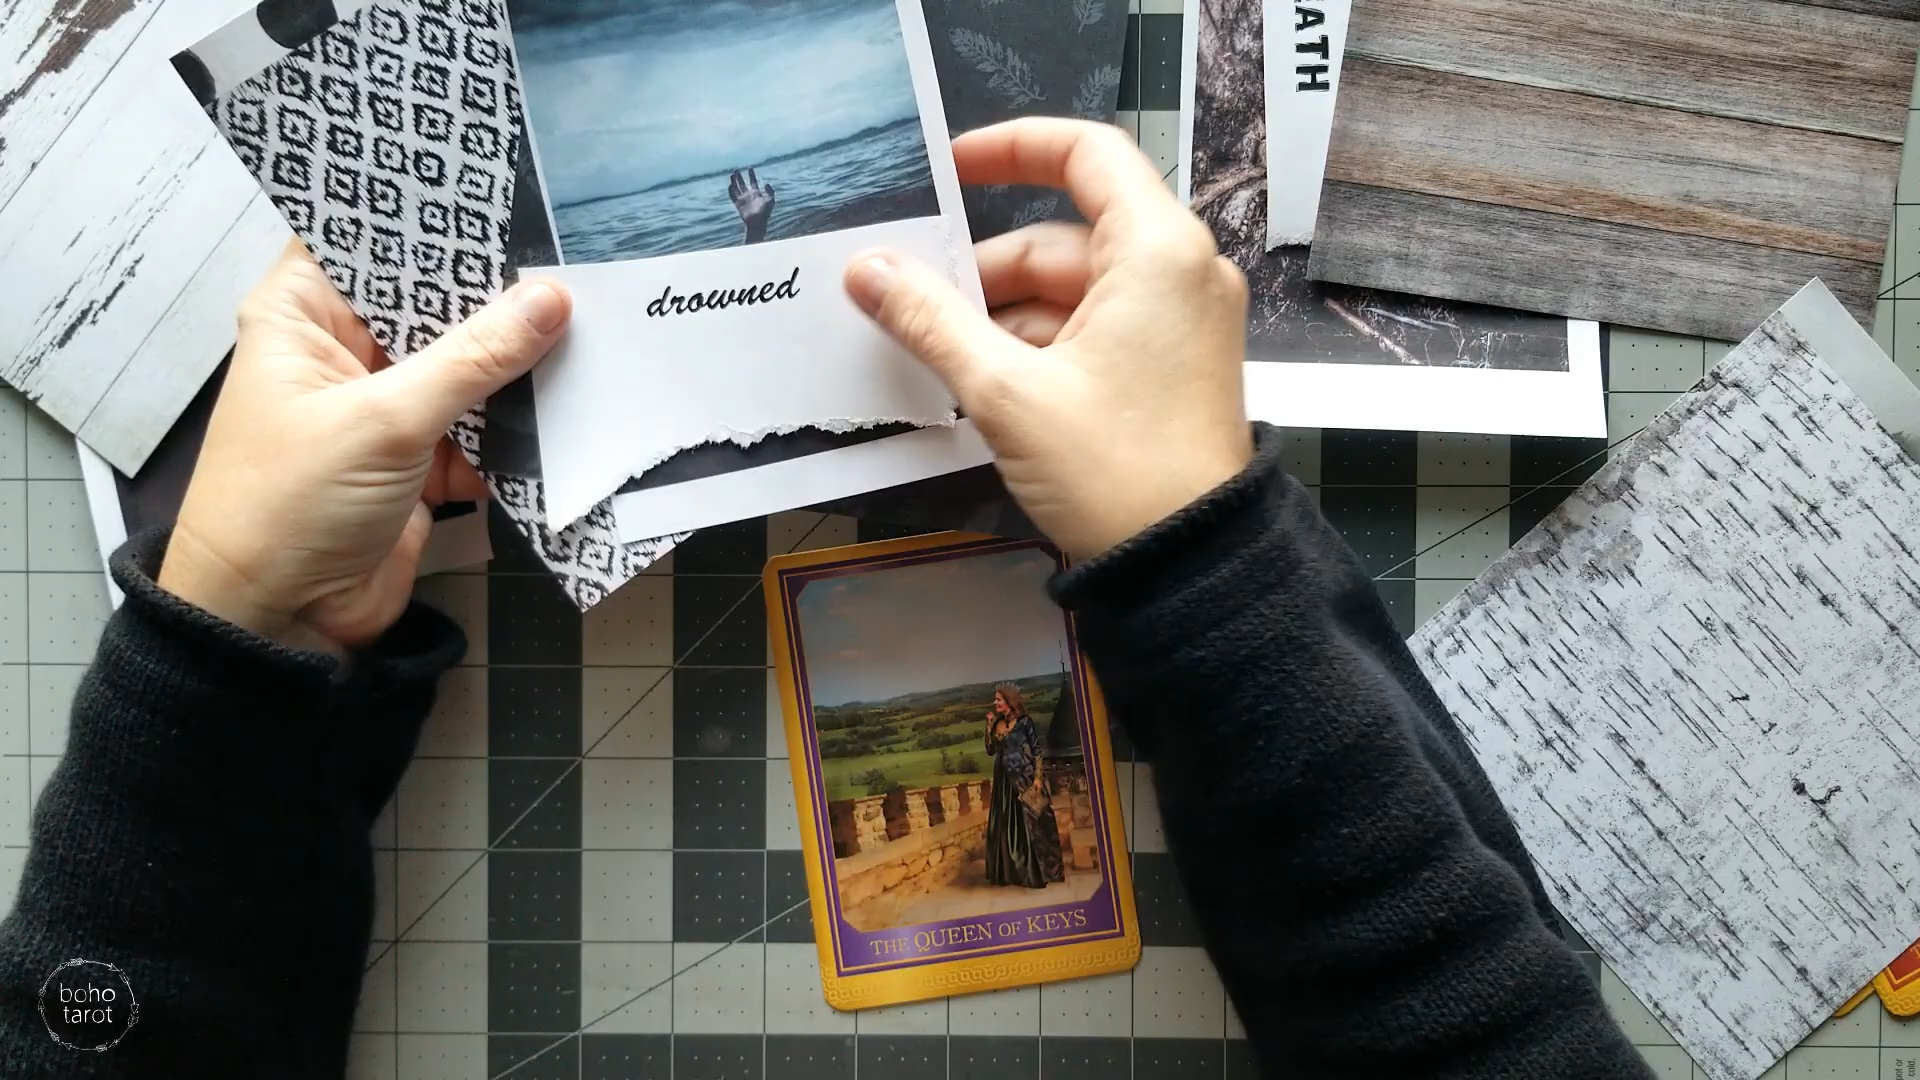 ATH
drowned
THE QUEEN OF KEYS
boho
tarot